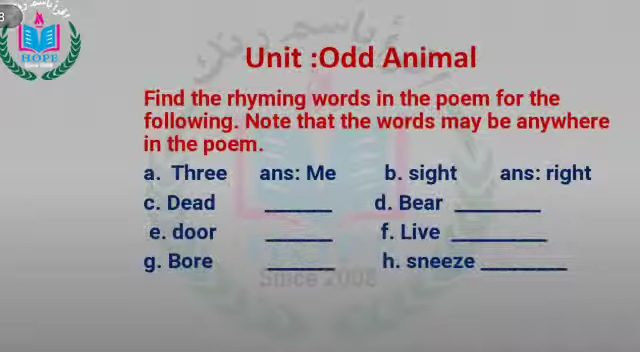 HOPE
Unit :Odd Animal
Find the rhyming words in the poem for the
following. Note that the words may be anywhere
in the poem.
a. Three ans: Me b. sight ans: right
c. Dead ______ d. Bear ________
e. door ______ f. Live _________
g. Bore ______ h. sneeze ________
Since 2008